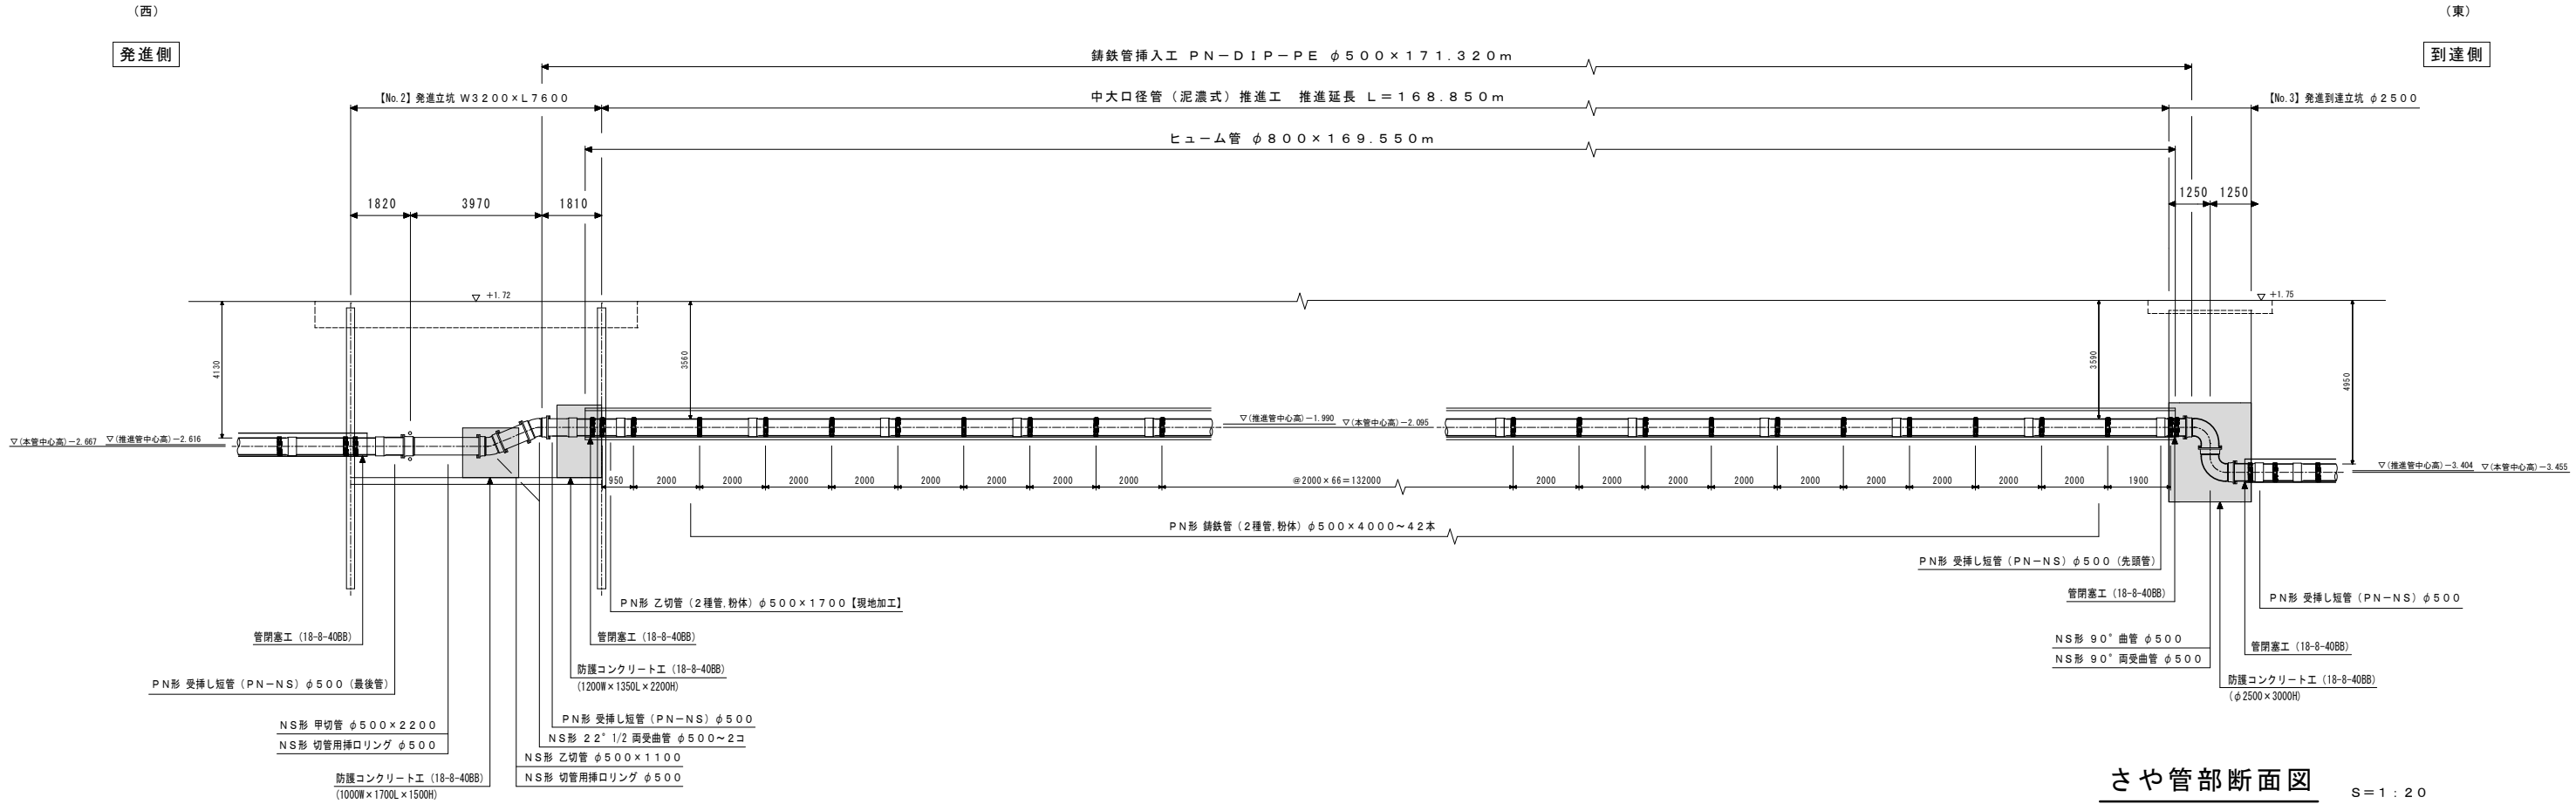 (西)
(東)
発進側
到達側
鋳鉄管挿入工 PN－DIP－PE φ500×171.320m
【No.2】発進立坑 W3200×L7600
中大口径管（泥濃式）推進工 推進延長 L＝168.850m
【No.3】発進到達立坑 φ2500
ヒューム管 φ800×169.550m
1820
3970
1810
1250
1250
▽ +1.72
▽ +1.75
4130
3560
3590
4950
▽(本管中心高)－2.667
▽(推進管中心高)－2.616
▽(推進管中心高)－1.990
▽(本管中心高)－2.095
▽(推進管中心高)－3.404
▽(本管中心高)－3.455
950
2000
2000
2000
2000
2000
2000
2000
2000
@2000×66=132000
2000
2000
2000
2000
2000
2000
2000
2000
2000
1900
PN形 鋳鉄管（2種管,粉体）φ500×4000～42本
PN形 受挿し短管（PN－NS）φ500（先頭管）
管閉塞工（18-8-40BB）
PN形 受挿し短管（PN－NS）φ500
PN形 乙切管（2種管,粉体）φ500×1700【現地加工】
管閉塞工（18-8-40BB）
管閉塞工（18-8-40BB）
NS形 90°曲管 φ500
NS形 90°両受曲管 φ500
管閉塞工（18-8-40BB）
防護コンクリート工（18-8-40BB）
(1200W×1350L×2200H)
防護コンクリート工（18-8-40BB）
(φ2500×3000H)
PN形 受挿し短管（PN－NS）φ500（最後管）
PN形 受挿し短管（PN－NS）φ500
NS形 甲切管 φ500×2200
NS形 切管用挿口リング φ500
NS形 22°1/2 両受曲管 φ500～2コ
NS形 乙切管 φ500×1100
NS形 切管用挿口リング φ500
防護コンクリート工（18-8-40BB）
(1000W×1700L×1500H)
さや管部断面図 S＝1：20